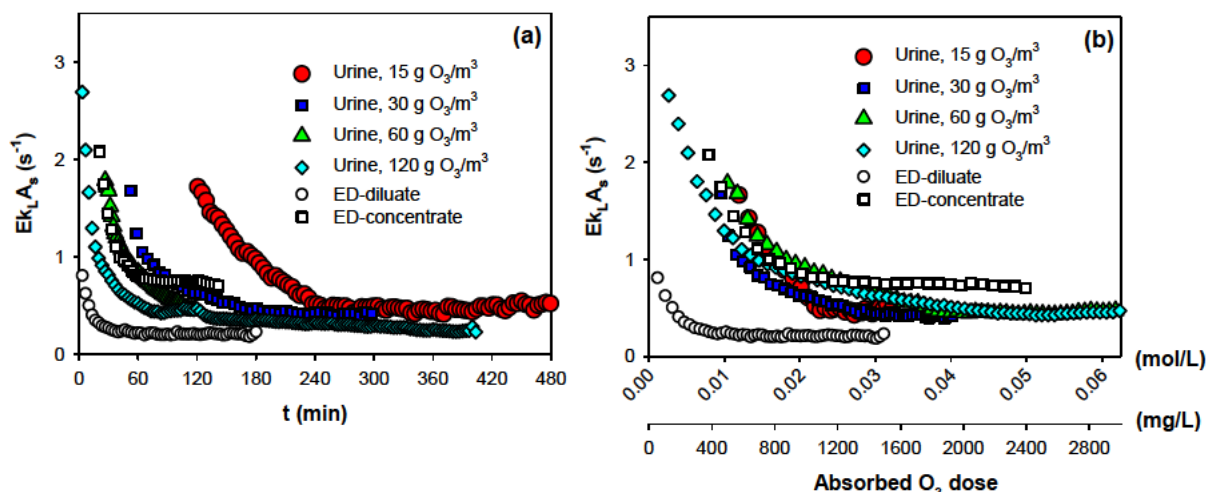 (a)
3
2
1
0
Ek_LA_s (s⁻¹)
Urine, 15 g O₃/m³
Urine, 30 g O₃/m³
Urine, 60 g O₃/m³
Urine, 120 g O₃/m³
ED-diluate
ED-concentrate
0 60 120 180 240 300 360 420 480
t (min)
(b)
3
2
1
0
Ek_LA_s (s⁻¹)
Urine, 15 g O₃/m³
Urine, 30 g O₃/m³
Urine, 60 g O₃/m³
Urine, 120 g O₃/m³
ED-diluate
ED-concentrate
0.00 0.01 0.02 0.03 0.04 0.05 0.06 (mol/L)
(mg/L)
0 400 800 1200 1600 2000 2400 2800
Absorbed O₃ dose